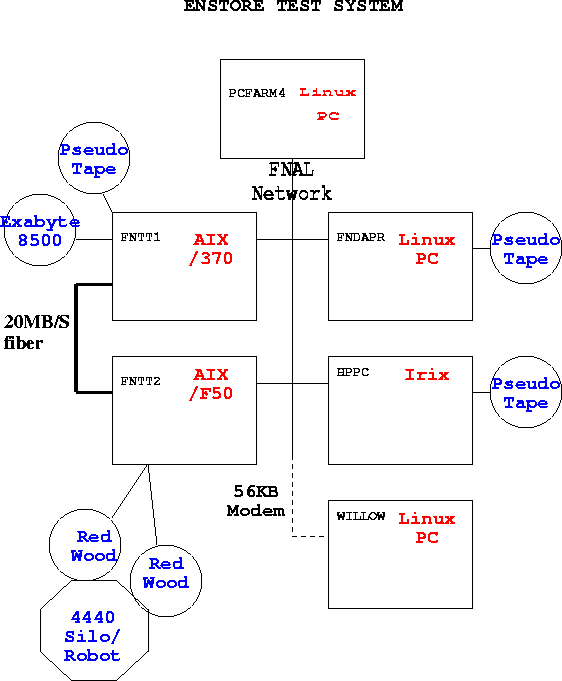 ENSTORE TEST SYSTEM
PCFARM4
Linux
PC
FNAL
Network
Pseudo
Tape
Exabyte
8500
FNTT1
AIX
/370
FNDAPR
Linux
PC
Pseudo
Tape
20MB/S
fiber
FNTT2
AIX
/F50
HPPC
Irix
Pseudo
Tape
56KB
Modem
WILLOW
Linux
PC
Red
Wood
Red
Wood
4440
Silo/
Robot